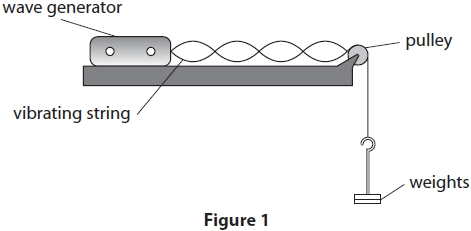 wave generator
pulley
vibrating string
weights
Figure 1